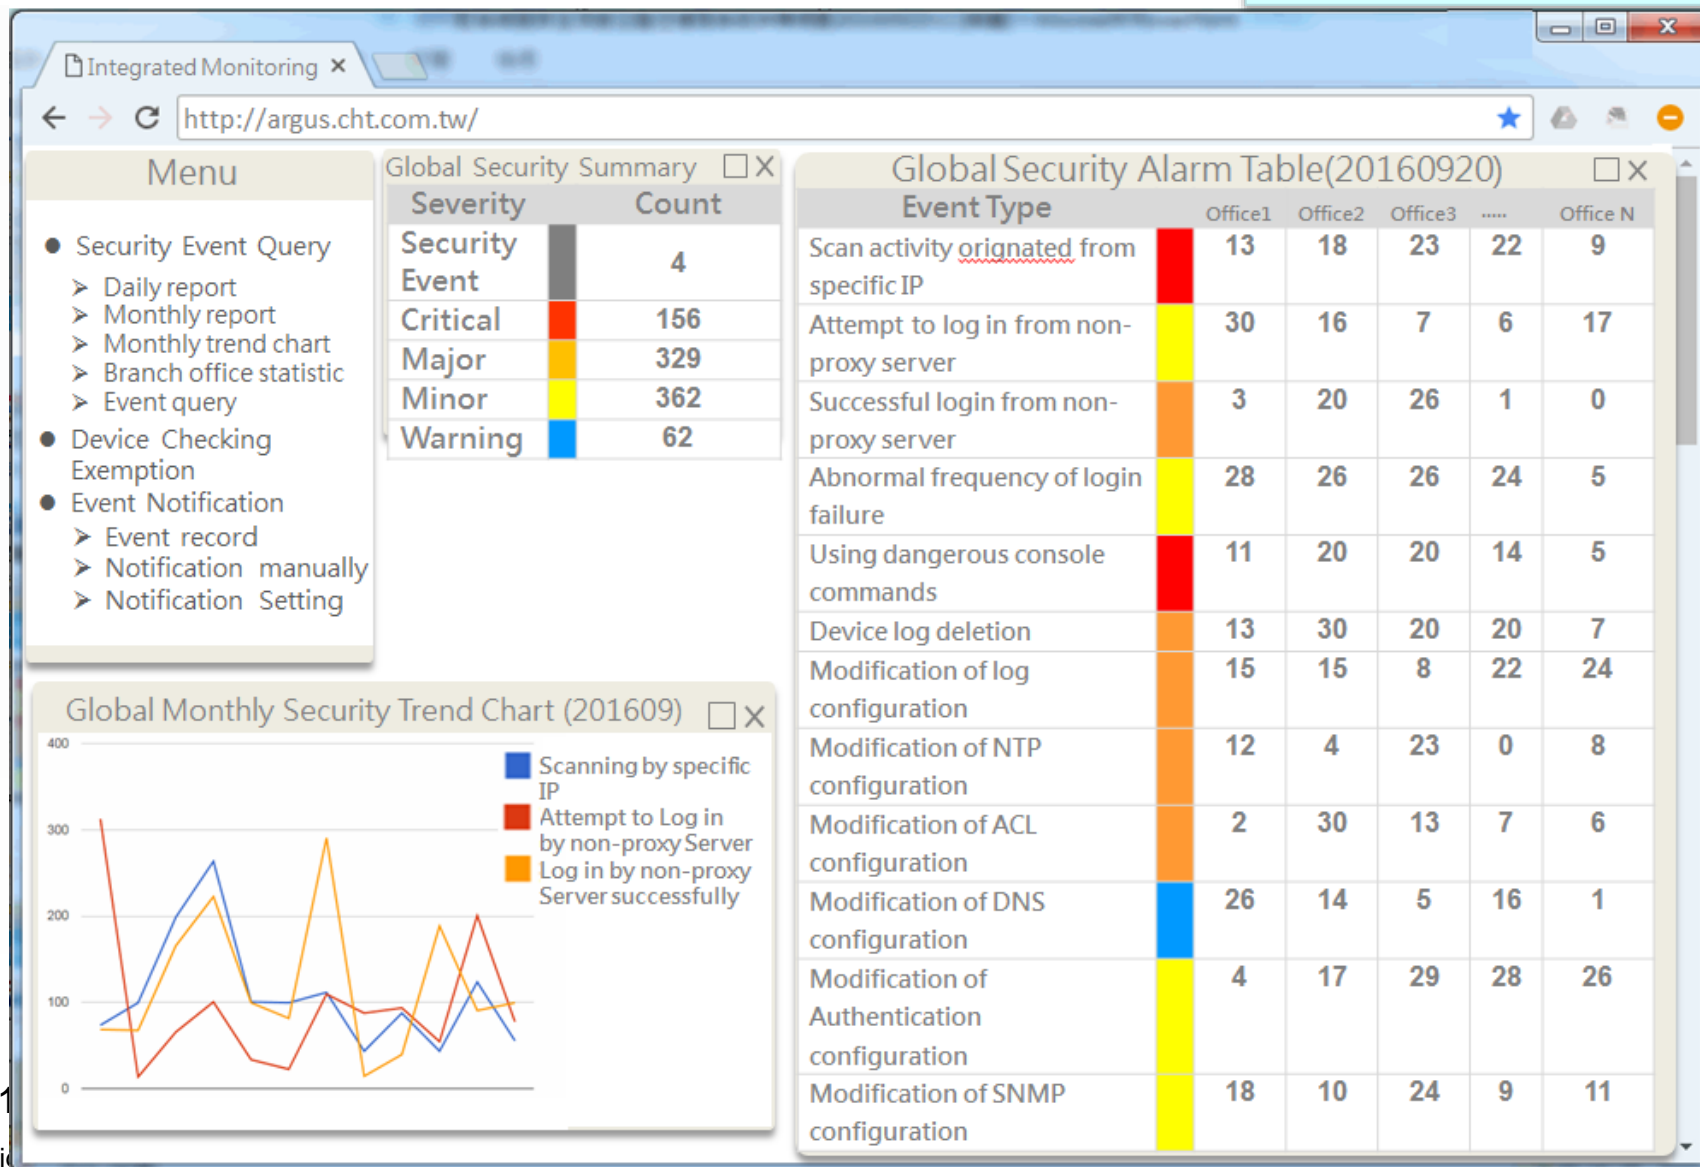 Integrated Monitoring
http://argus.cht.com.tw/
Menu
Security Event Query
Daily report
Monthly report
Monthly trend chart
Branch office statistic
Event query
Device Checking
Exemption
Event Notification
Event record
Notification manually
Notification Setting
Global Security Summary
Severity Count
Security
Event 4
Critical 156
Major 329
Minor 362
Warning 62
Global Monthly Security Trend Chart (201609)
400
300
200
100
0
Scanning by specific
IP
Attempt to Log in
by non-proxy Server
Log in by non-proxy
Server successfully
Global Security Alarm Table(20160920)
Event Type Office1 Office2 Office3 ..... Office N
Scan activity orignated from
specific IP 13 18 23 22 9
Attempt to log in from non-
proxy server 30 16 7 6 17
Successful login from non-
proxy server 3 20 26 1 0
Abnormal frequency of login
failure 28 26 26 24 5
Using dangerous console
commands 11 20 20 14 5
Device log deletion 13 30 20 20 7
Modification of log
configuration 15 15 8 22 24
Modification of NTP
configuration 12 4 23 0 8
Modification of ACL
configuration 2 30 13 7 6
Modification of DNS
configuration 26 14 5 16 1
Modification of
Authentication
configuration 4 17 29 28 26
Modification of SNMP
configuration 18 10 24 9 11